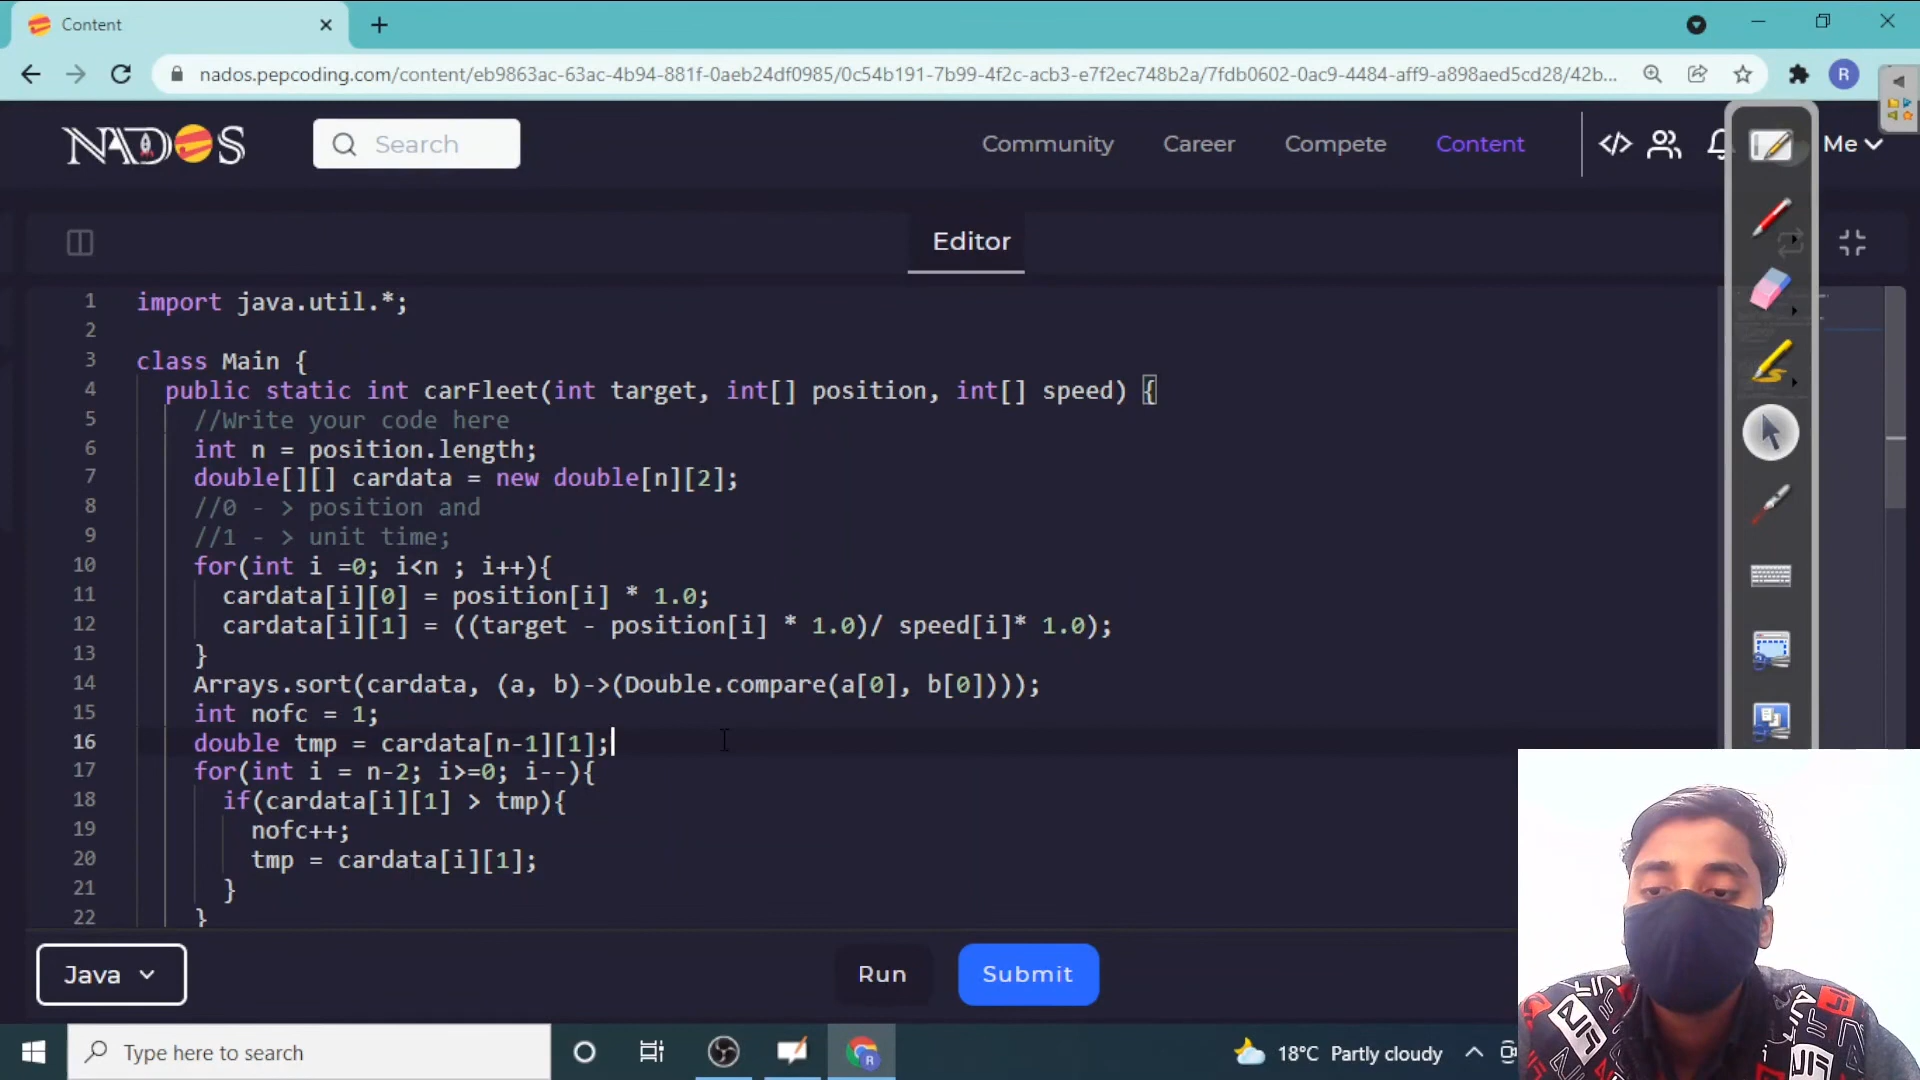 Content
nados.pepcoding.com/content/eb9863ac-63ac-4b94-881f-0aeb24df0985/0c54b191-7b99-4f2c-acb3-e7f2ec748b2a/7fdb0602-0ac9-4484-aff9-a898aed5cd28/42b...
R
NADOS
Search
Community
Career
Compete
Content
Me
Editor
1 import java.util.*;
2
3 class Main {
4 public static int carFleet(int target, int[] position, int[] speed) {
5 //Write your code here
6 int n = position.length;
7 double[][] cardata = new double[n][2];
8 //0 - > position and
9 //1 - > unit time;
10 for(int i =0; i<n ; i++){
11 cardata[i][0] = position[i] * 1.0;
12 cardata[i][1] = ((target - position[i] * 1.0)/ speed[i]* 1.0);
13 }
14 Arrays.sort(cardata, (a, b)->(Double.compare(a[0], b[0])));
15 int nofc = 1;
16 double tmp = cardata[n-1][1];
17 for(int i = n-2; i>=0; i--){
18 if(cardata[i][1] > tmp){
19 nofc++;
20 tmp = cardata[i][1];
21 }
22 }
Java
Run
Submit
Type here to search
18°C Partly cloudy